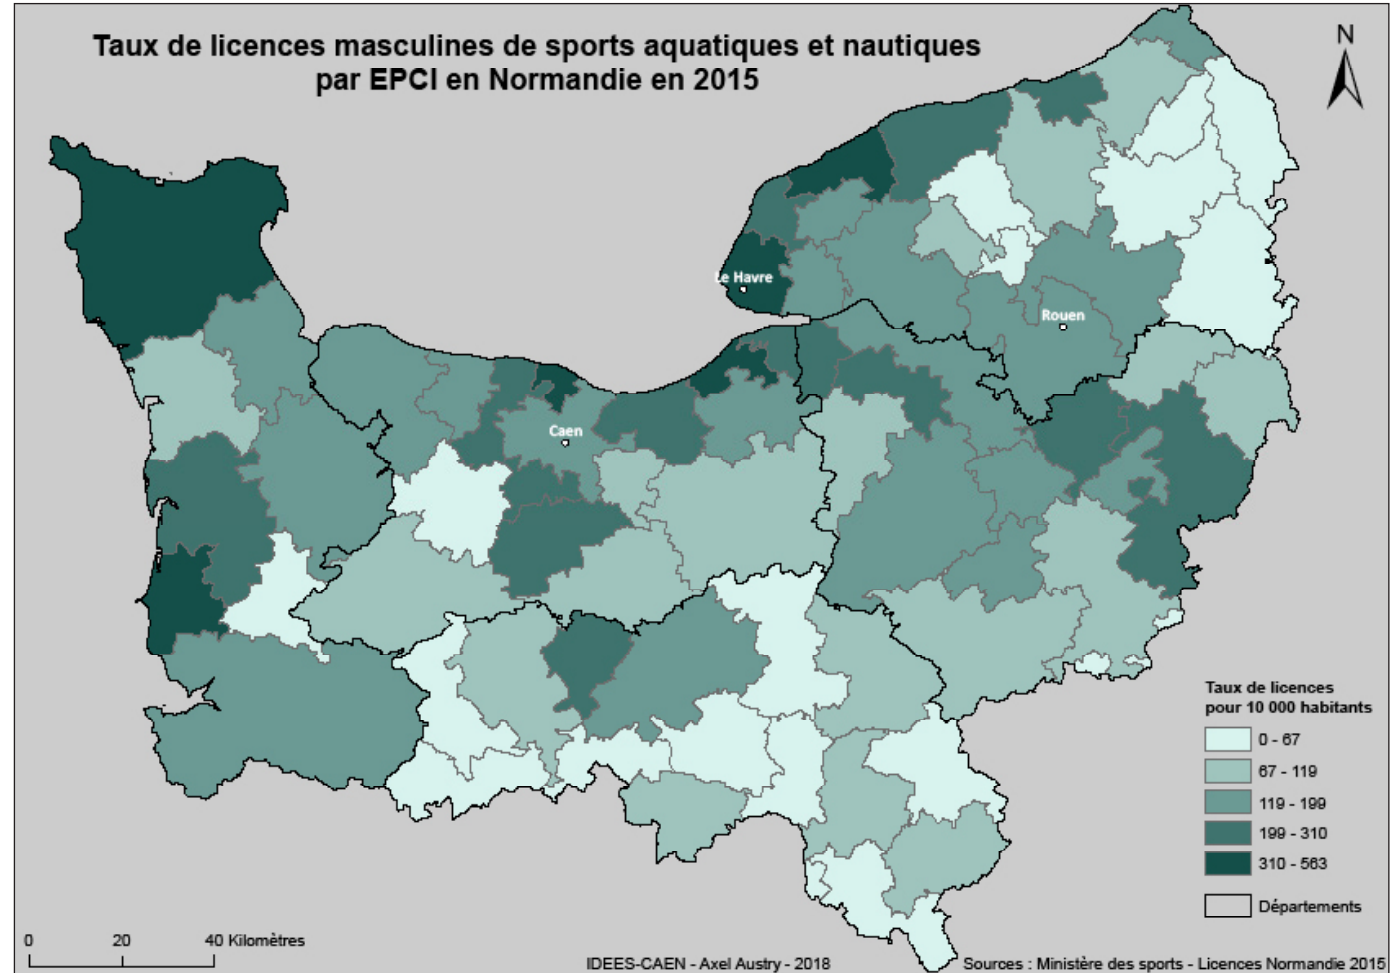 Taux de licences masculines de sports aquatiques et nautiques
par EPCI en Normandie en 2015
N
Le Havre
Rouen
Caen
Taux de licences
pour 10 000 habitants
0 - 67
67 - 119
119 - 199
199 - 310
310 - 563
Départements
0 20 40 Kilomètres
IDEES-CAEN - Axel Austry - 2018
Sources : Ministère des sports - Licences Normandie 2015